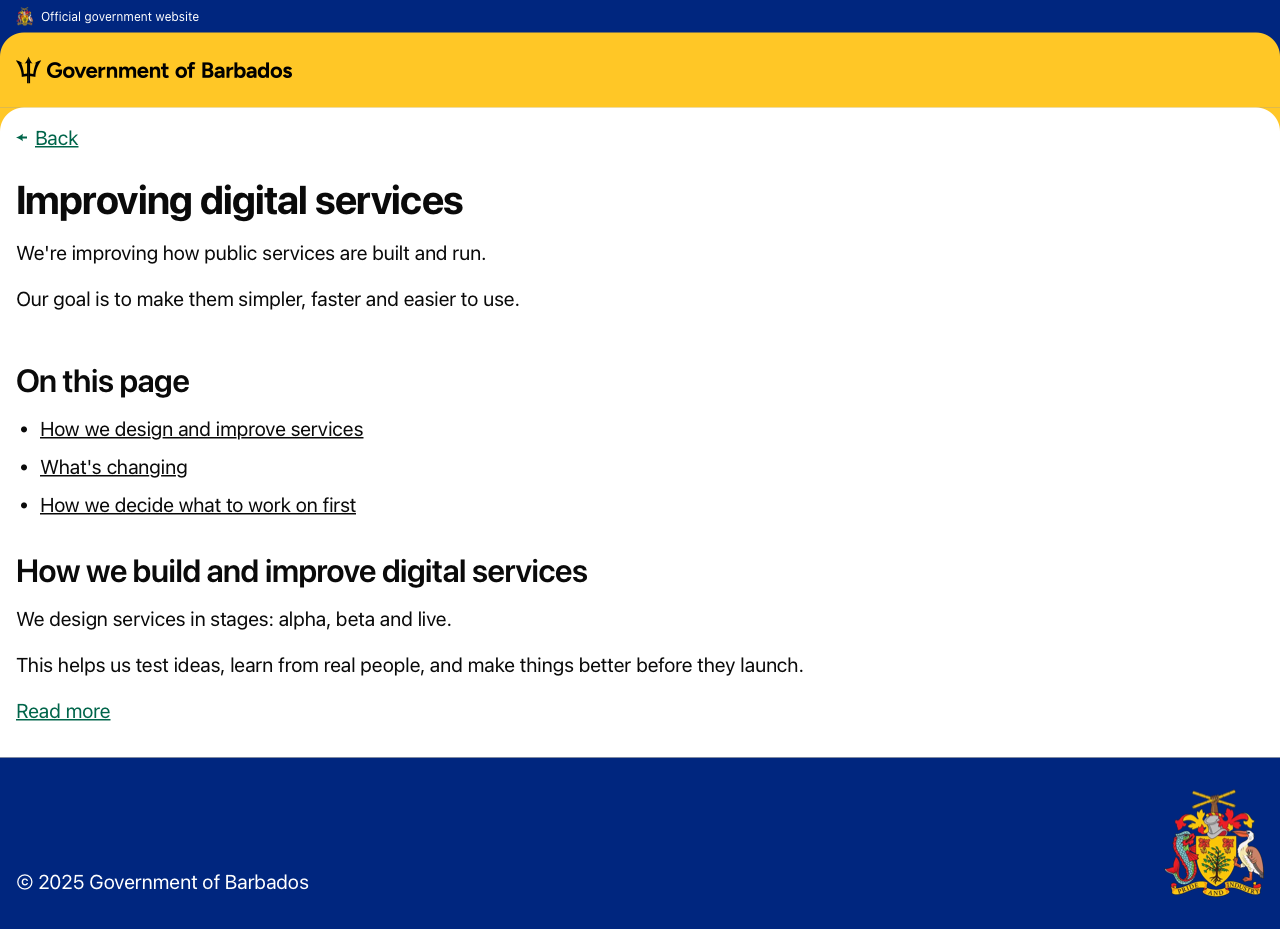 Official government website
Government of Barbados
Back
Improving digital services
We're improving how public services are built and run.
Our goal is to make them simpler, faster and easier to use.
On this page
• How we design and improve services
• What's changing
• How we decide what to work on first
How we build and improve digital services
We design services in stages: alpha, beta and live.
This helps us test ideas, learn from real people, and make things better before they launch.
Read more
© 2025 Government of Barbados
PRIDE AND INDUSTRY